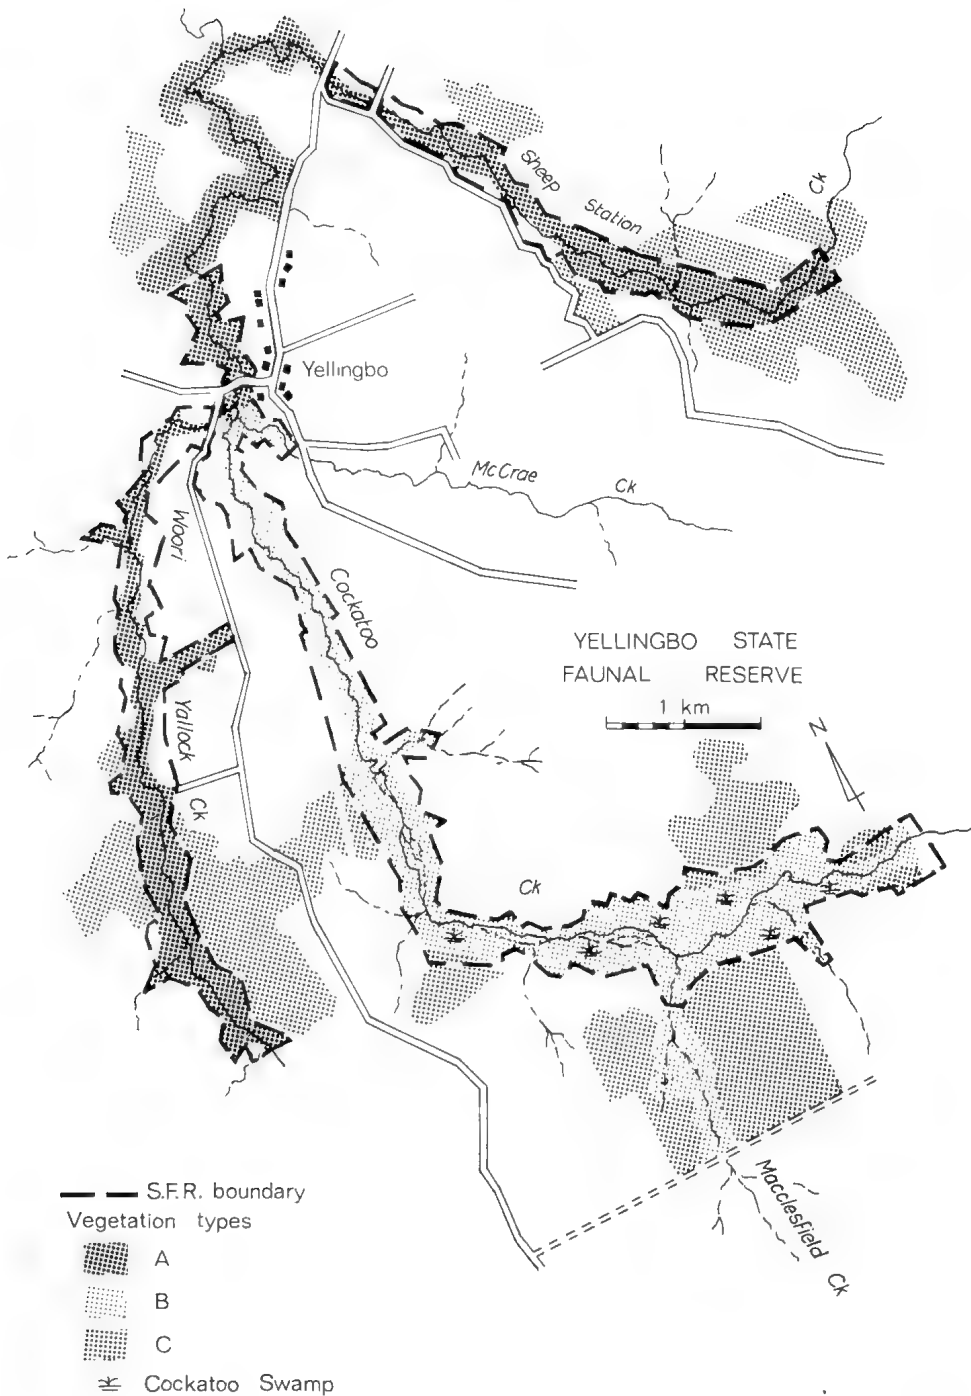 Sheep
Station
Ck
Yellingbo
McCrae
Ck
Woori
Yallock
Ck
Cockatoo
Ck
YELLINGBO STATE
FAUNAL RESERVE
1 km
N
Macclesfield
Ck
S.F.R. boundary
Vegetation types
A
B
C
Cockatoo Swamp